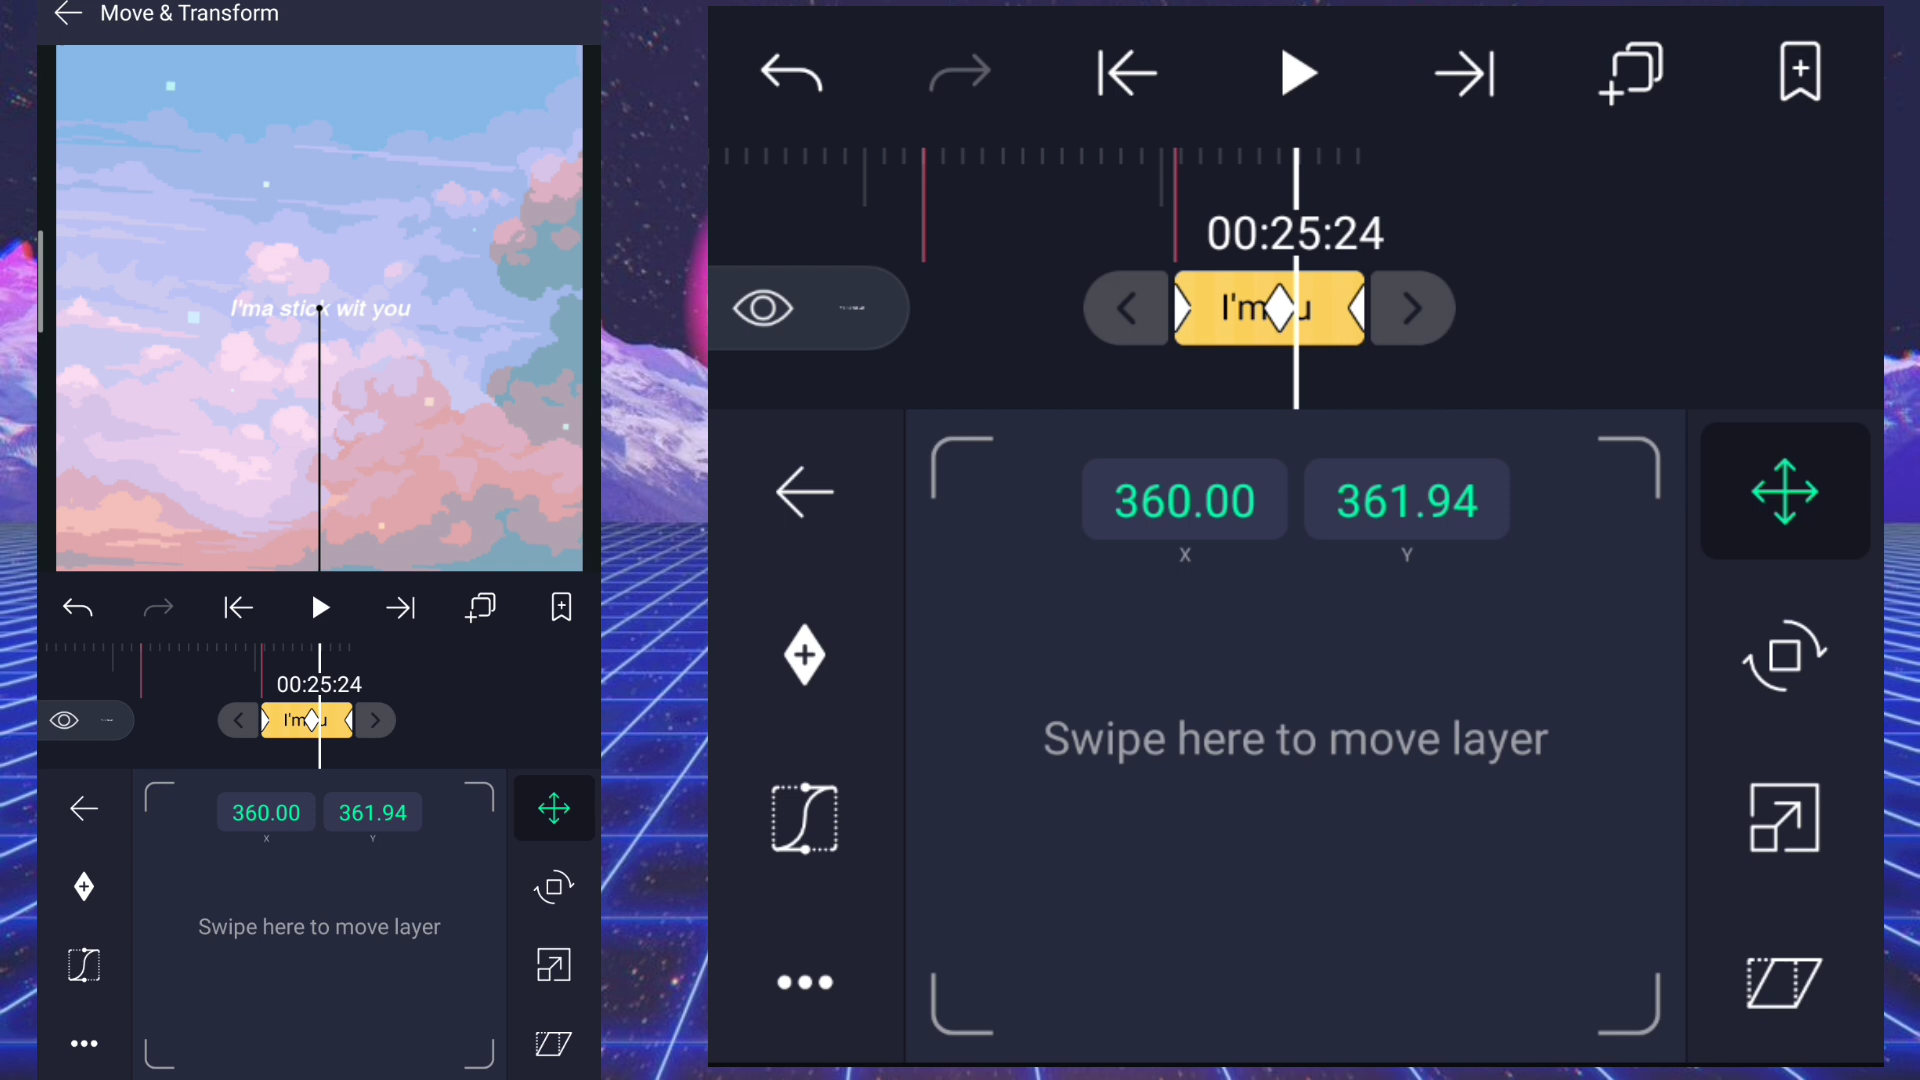 Move & Transform
I'ma stick wit you
00:25:24
I'm u
360.00 361.94
X Y
Swipe here to move layer
00:25:24
I'm u
360.00 361.94
X Y
Swipe here to move layer